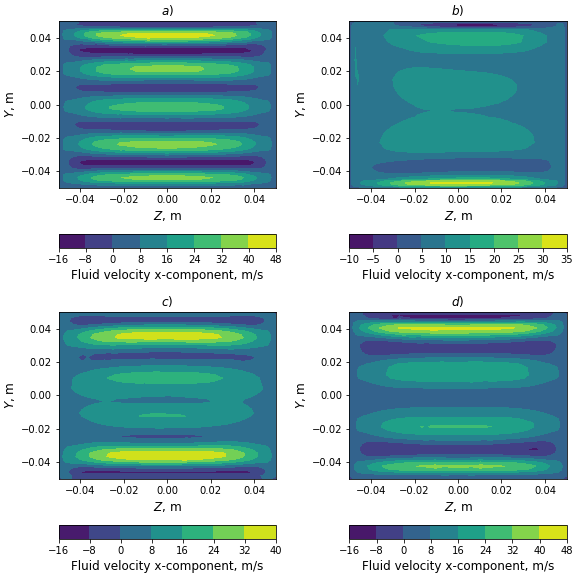 a)
b)
0.04 0.02 0.00 −0.02 −0.04
Y, m
−0.04 −0.02 0.00 0.02 0.04
Z, m
0.04 0.02 0.00 −0.02 −0.04
Y, m
−0.04 −0.02 0.00 0.02 0.04
Z, m
−16 −8 0 8 16 24 32 40 48
Fluid velocity x-component, m/s
−10 −5 0 5 10 15 20 25 30 35
Fluid velocity x-component, m/s
c)
d)
0.04 0.02 0.00 −0.02 −0.04
Y, m
−0.04 −0.02 0.00 0.02 0.04
Z, m
0.04 0.02 0.00 −0.02 −0.04
Y, m
−0.04 −0.02 0.00 0.02 0.04
Z, m
−16 −8 0 8 16 24 32 40
Fluid velocity x-component, m/s
−16 −8 0 8 16 24 32 40 48
Fluid velocity x-component, m/s